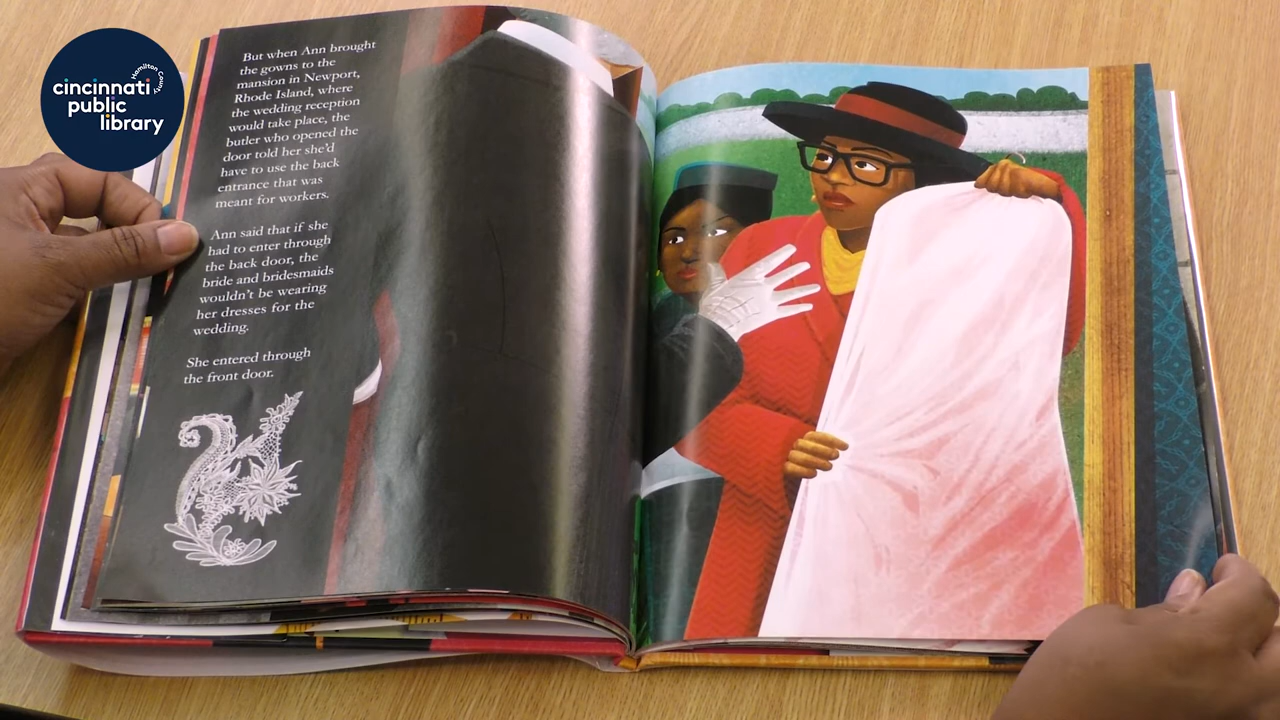 Hamilton County
cincinnati
public
library
But when Ann brought
the gowns to the
mansion in Newport,
Rhode Island, where
the wedding reception
would take place, the
butler who opened the
door told her she'd
have to use the back
entrance that was
meant for workers.
Ann said that if she
had to enter through
the back door, the
bride and bridesmaids
wouldn't be wearing
her dresses for the
wedding.
She entered through
the front door.